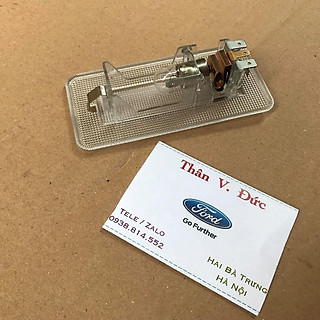 Thân V. Đức
Ford
Go Further
TELE / ZALO
0938.814.552
HAI BÀ TRƯNG
HÀ NỘI